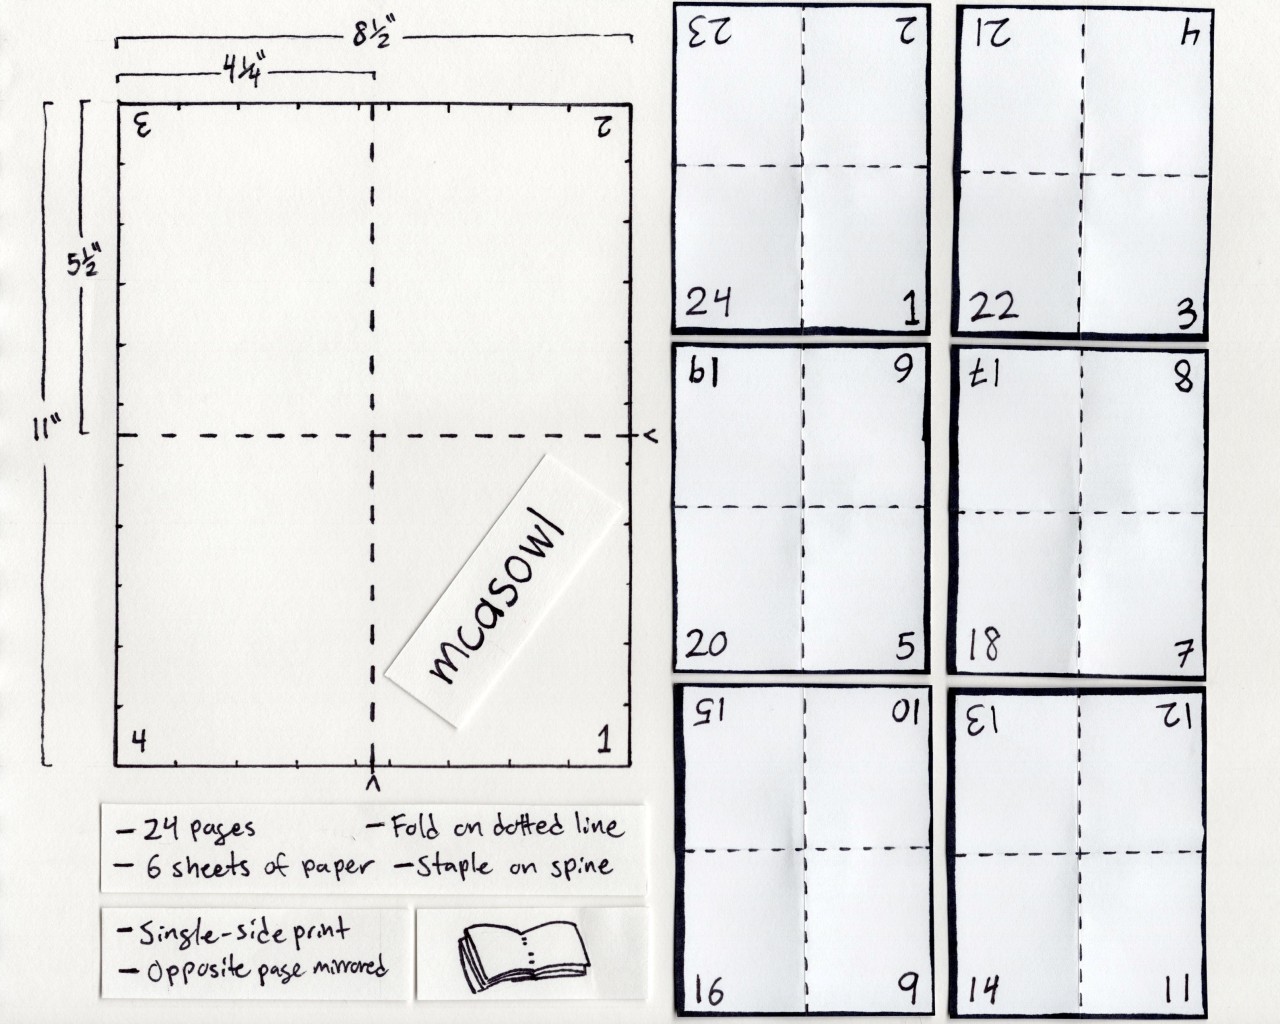 8½"
4¼"
11"
5½"
3 2
4 1
mcasowl
- 24 pages
- 6 sheets of paper
- Fold on dotted line
- Staple on spine
- Single-side print
- Opposite page mirrored
23 2
24 1
21 4
22 3
19 6
20 5
17 8
18 7
15 10
16 9
13 12
14 11